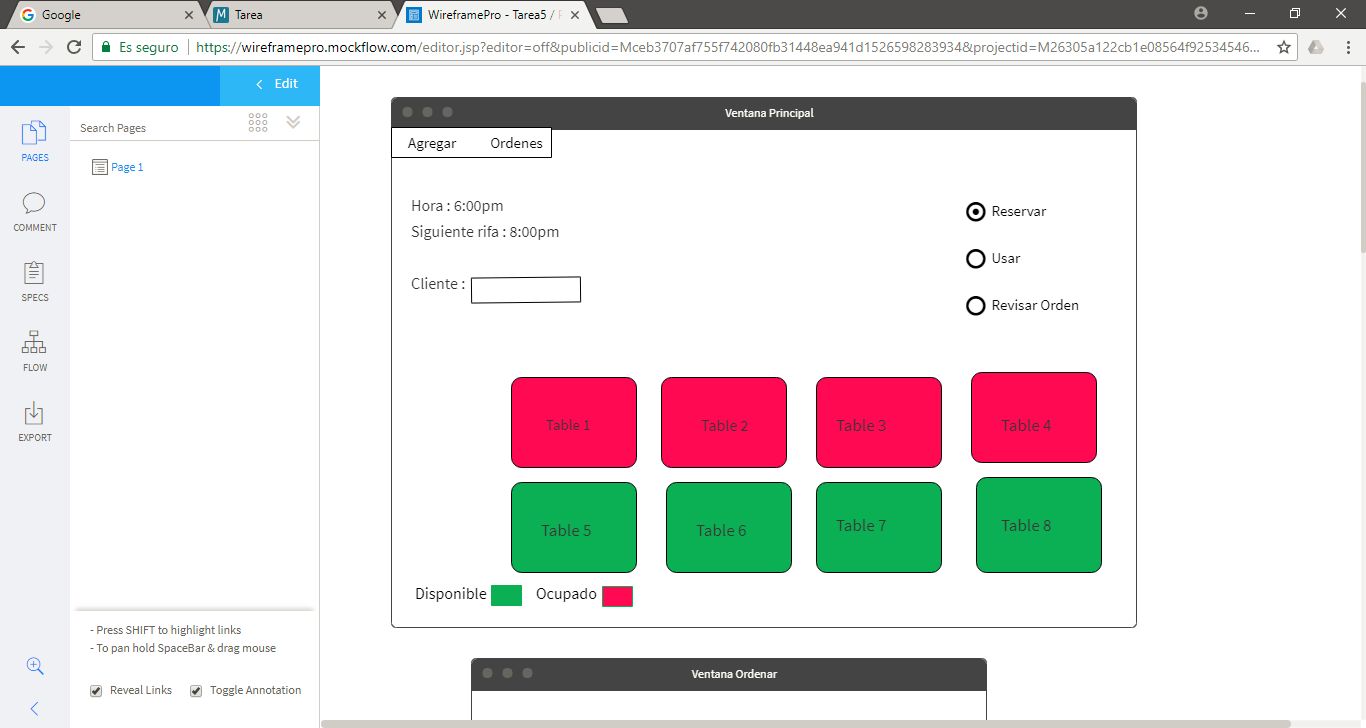 Google
Tarea
WireframePro - Tarea5 /
Es seguro
https://wireframepro.mockflow.com/editor.jsp?editor=off&publicid=Mceb3707af755f742080fb31448ea941d15265982839348&projectid=M26305a122cb1e08564f92534546...
Edit
Search Pages
Page 1
PAGES
COMMENT
SPECS
FLOW
EXPORT
- Press SHIFT to highlight links
- To pan hold SpaceBar & drag mouse
Reveal Links Toggle Annotation
Ventana Principal
Agregar Ordenes
Hora : 6:00pm
Siguiente rifa : 8:00pm
Cliente :
Reservar
Usar
Revisar Orden
Table 1 Table 2 Table 3 Table 4
Table 5 Table 6 Table 7 Table 8
Disponible Ocupado
Ventana Ordenar